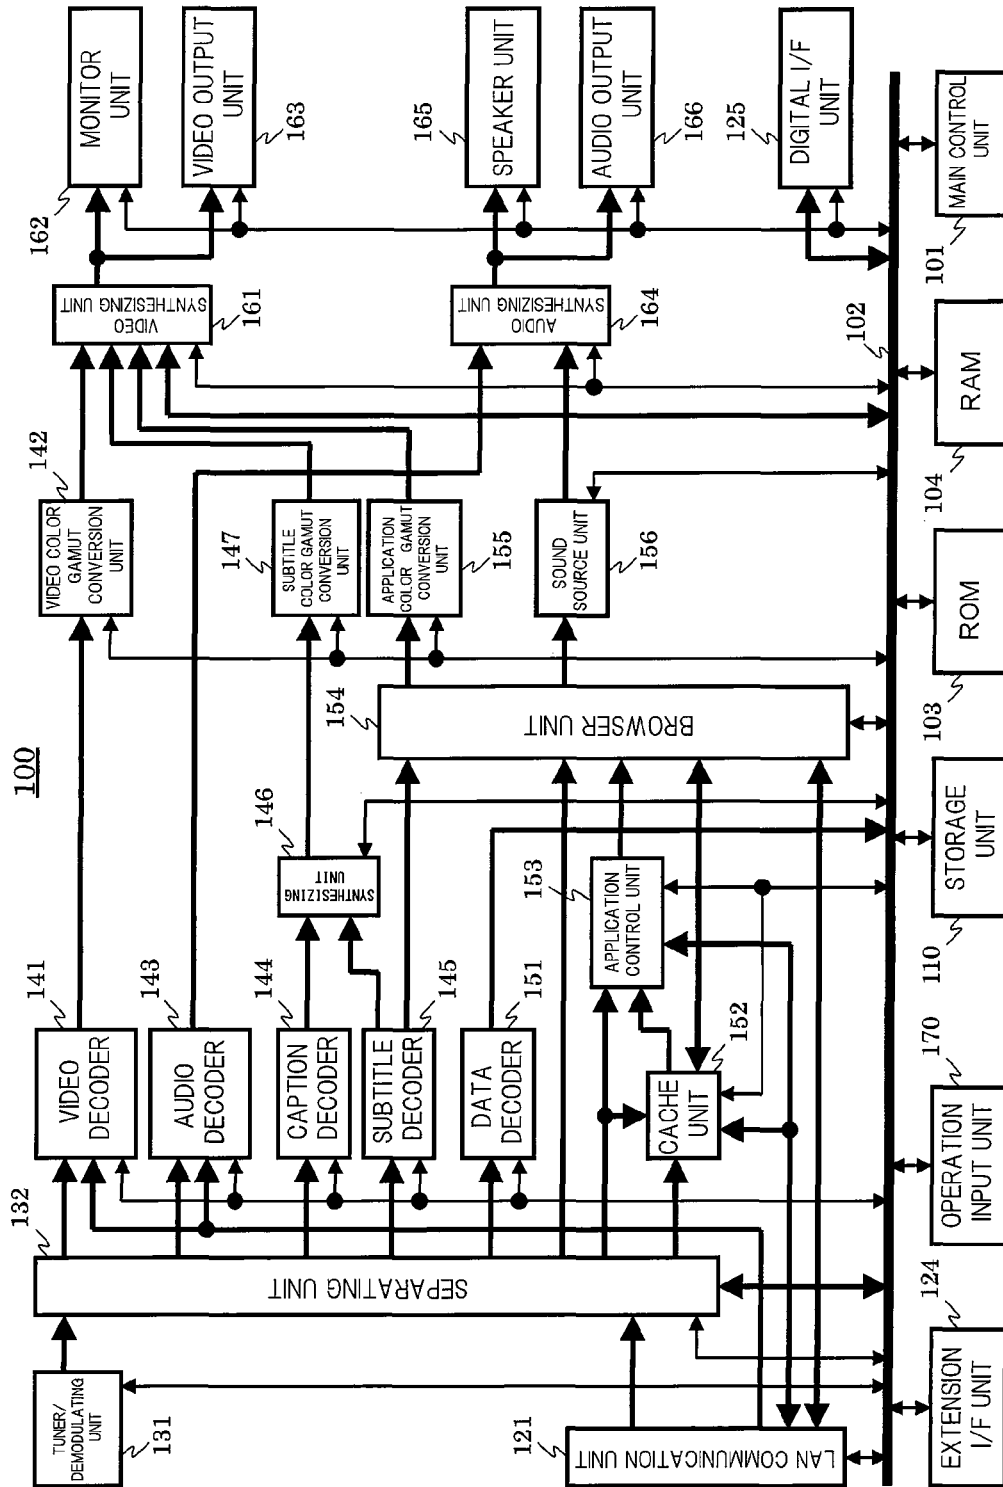 100
TUNER/
DEMODULATING
UNIT
131
LAN COMMUNICATION UNIT
121
SEPARATING UNIT
132
VIDEO
DECODER
141
AUDIO
DECODER
143
CAPTION
DECODER
144
SUBTITLE
DECODER
145
DATA
DECODER
151
CACHE
UNIT
152
SYNTHESIZING
UNIT
146
APPLICATION
CONTROL UNIT
153
BROWSER UNIT
154
VIDEO COLOR
GAMUT
CONVERSION
UNIT
142
SUBTITLE
COLOR GAMUT
CONVERSION
UNIT
147
APPLICATION
COLOR GAMUT
CONVERSION
UNIT
155
SOUND
SOURCE UNIT
156
VIDEO
SYNTHESIZING UNIT
161
AUDIO
SYNTHESIZING UNIT
164
MONITOR
UNIT
162
VIDEO OUTPUT
UNIT
163
SPEAKER UNIT
165
AUDIO OUTPUT
UNIT
166
DIGITAL I/F
UNIT
125
102
EXTENSION
I/F UNIT
124
OPERATION
INPUT UNIT
170
STORAGE
UNIT
110
ROM
103
RAM
104
MAIN CONTROL
UNIT
101